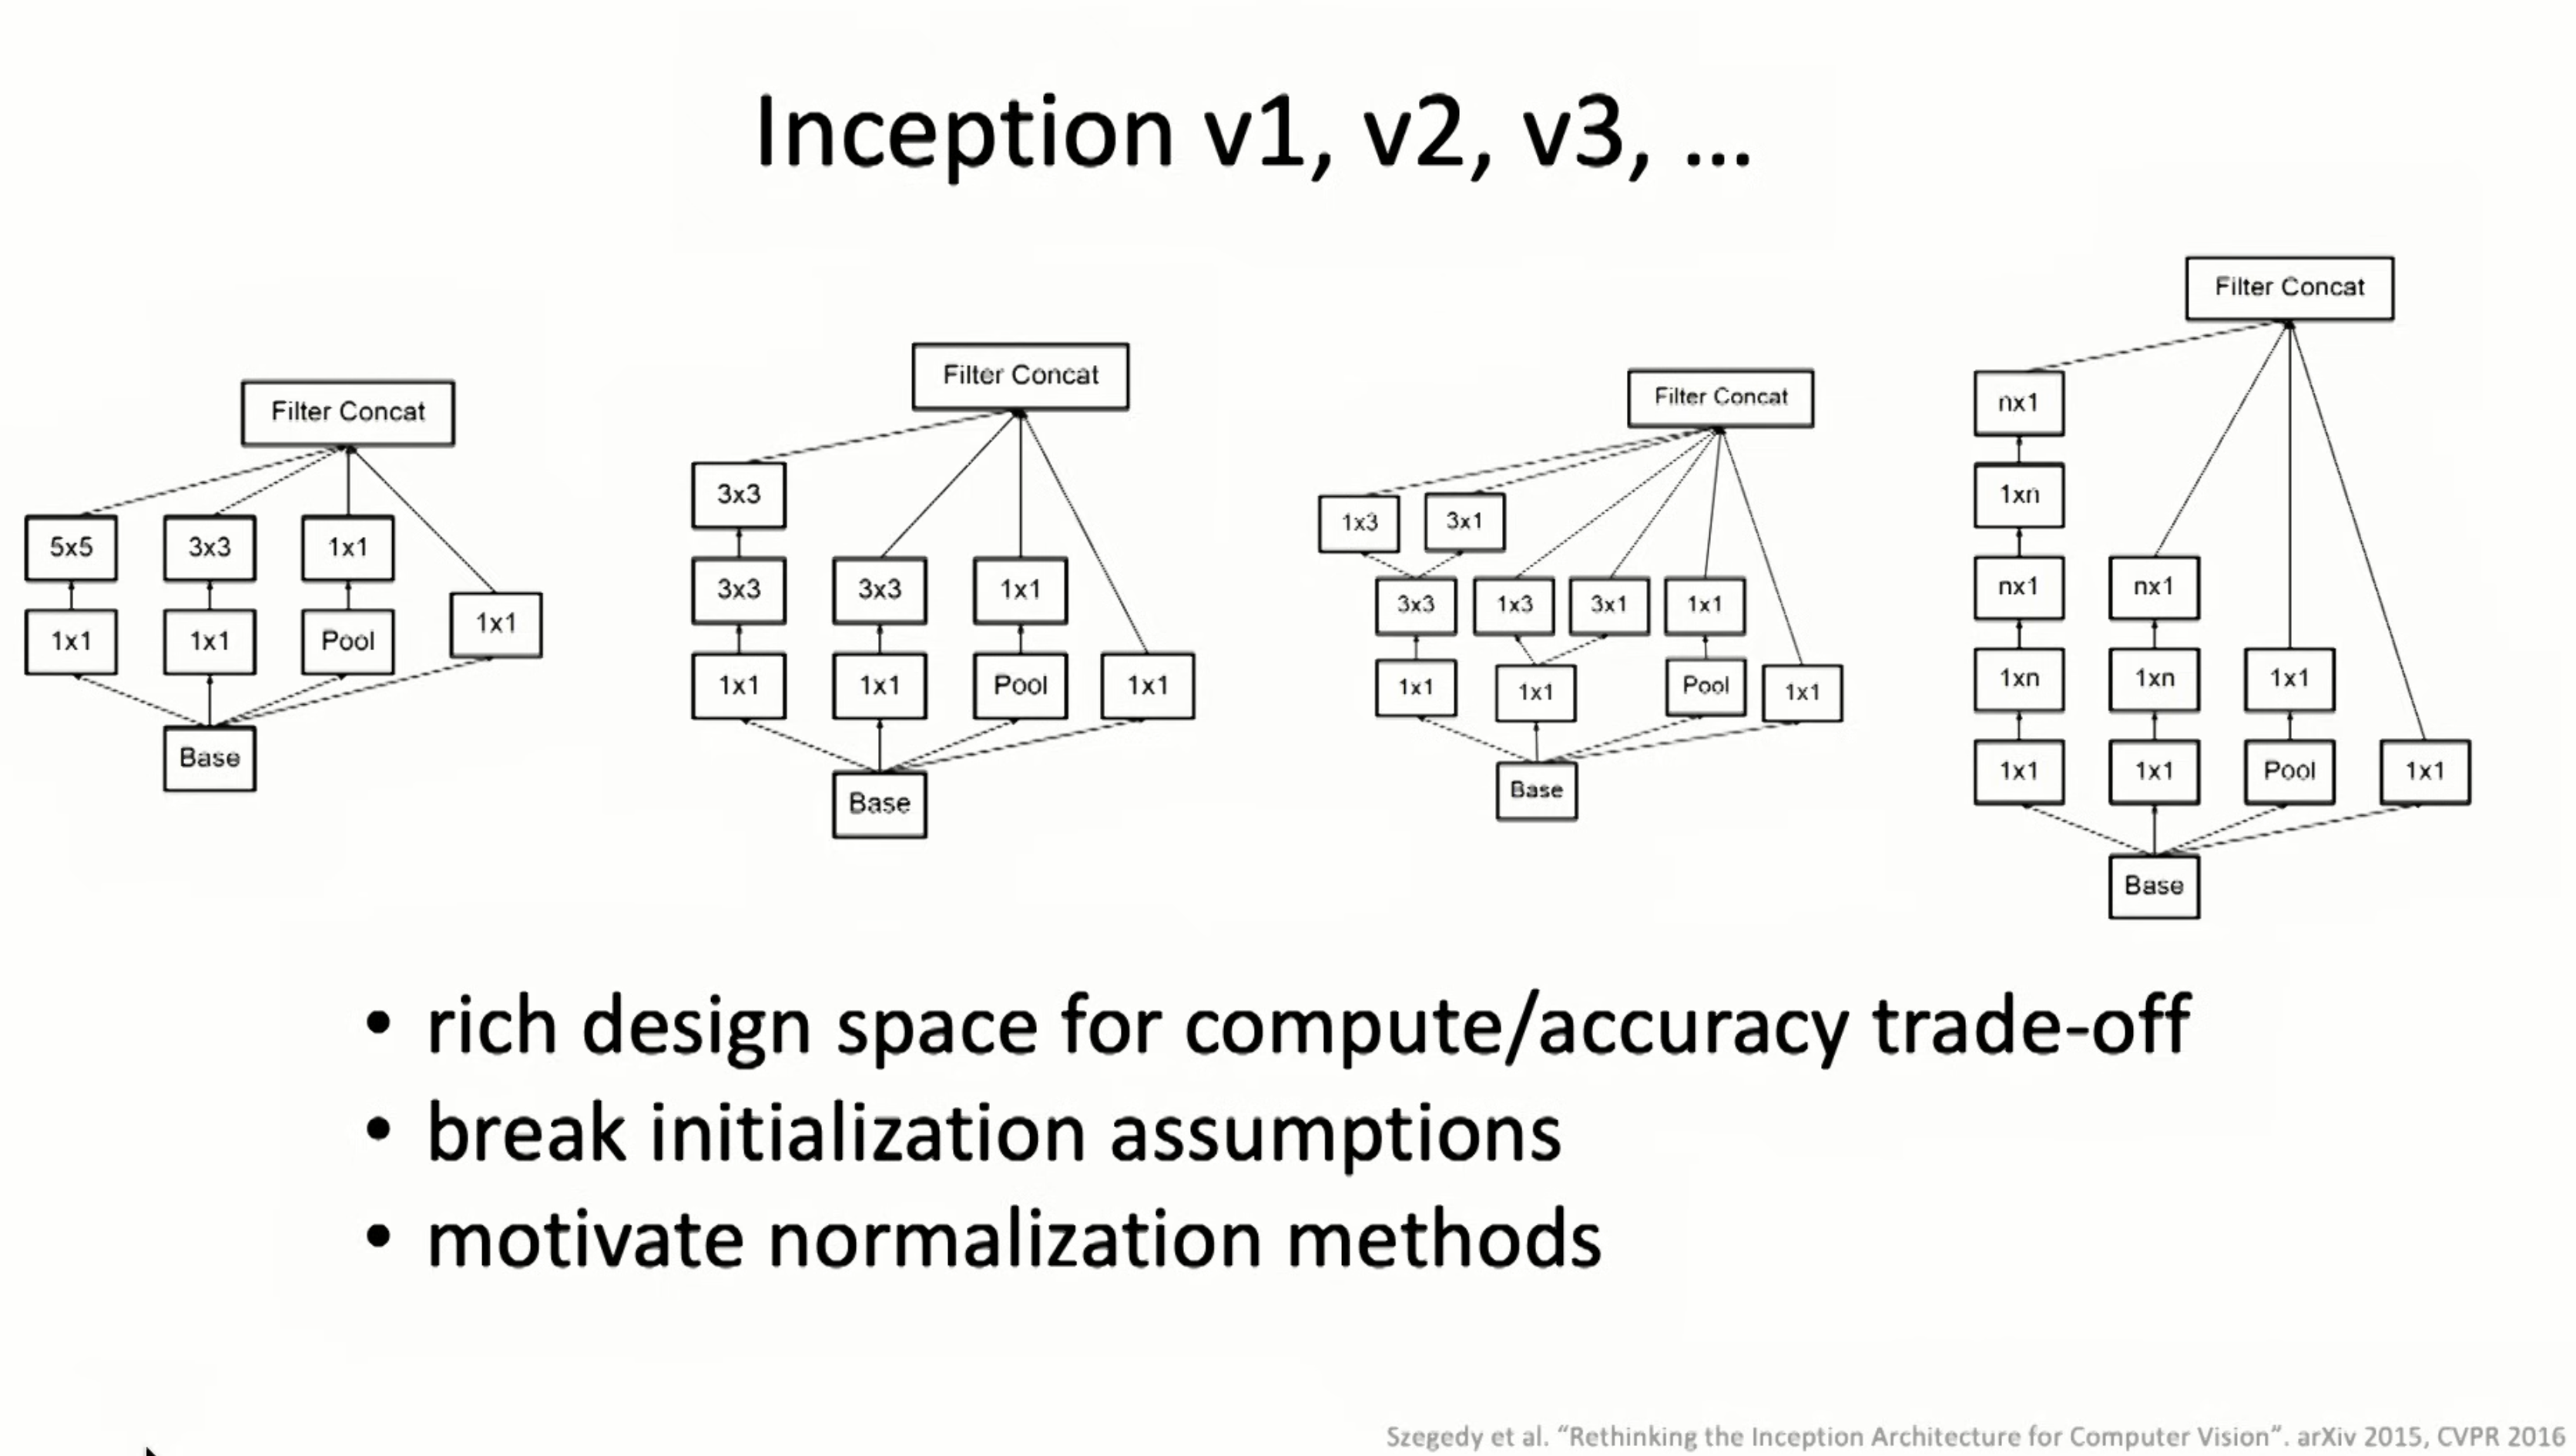 Inception v1, v2, v3, ...
Filter Concat
5x5
3x3
1x1
1x1
1x1
1x1
Pool
Base
Filter Concat
3x3
3x3
3x3
1x1
1x1
1x1
Pool
1x1
Base
Filter Concat
1x3
3x1
3x3
1x3
3x1
1x1
1x1
1x1
Pool
1x1
Base
Filter Concat
nx1
1xn
nx1
nx1
1xn
1xn
1x1
1x1
1x1
Pool
1x1
Base
• rich design space for compute/accuracy trade-off
• break initialization assumptions
• motivate normalization methods
Szegedy et al. “Rethinking the Inception Architecture for Computer Vision”. arXiv 2015, CVPR 2016